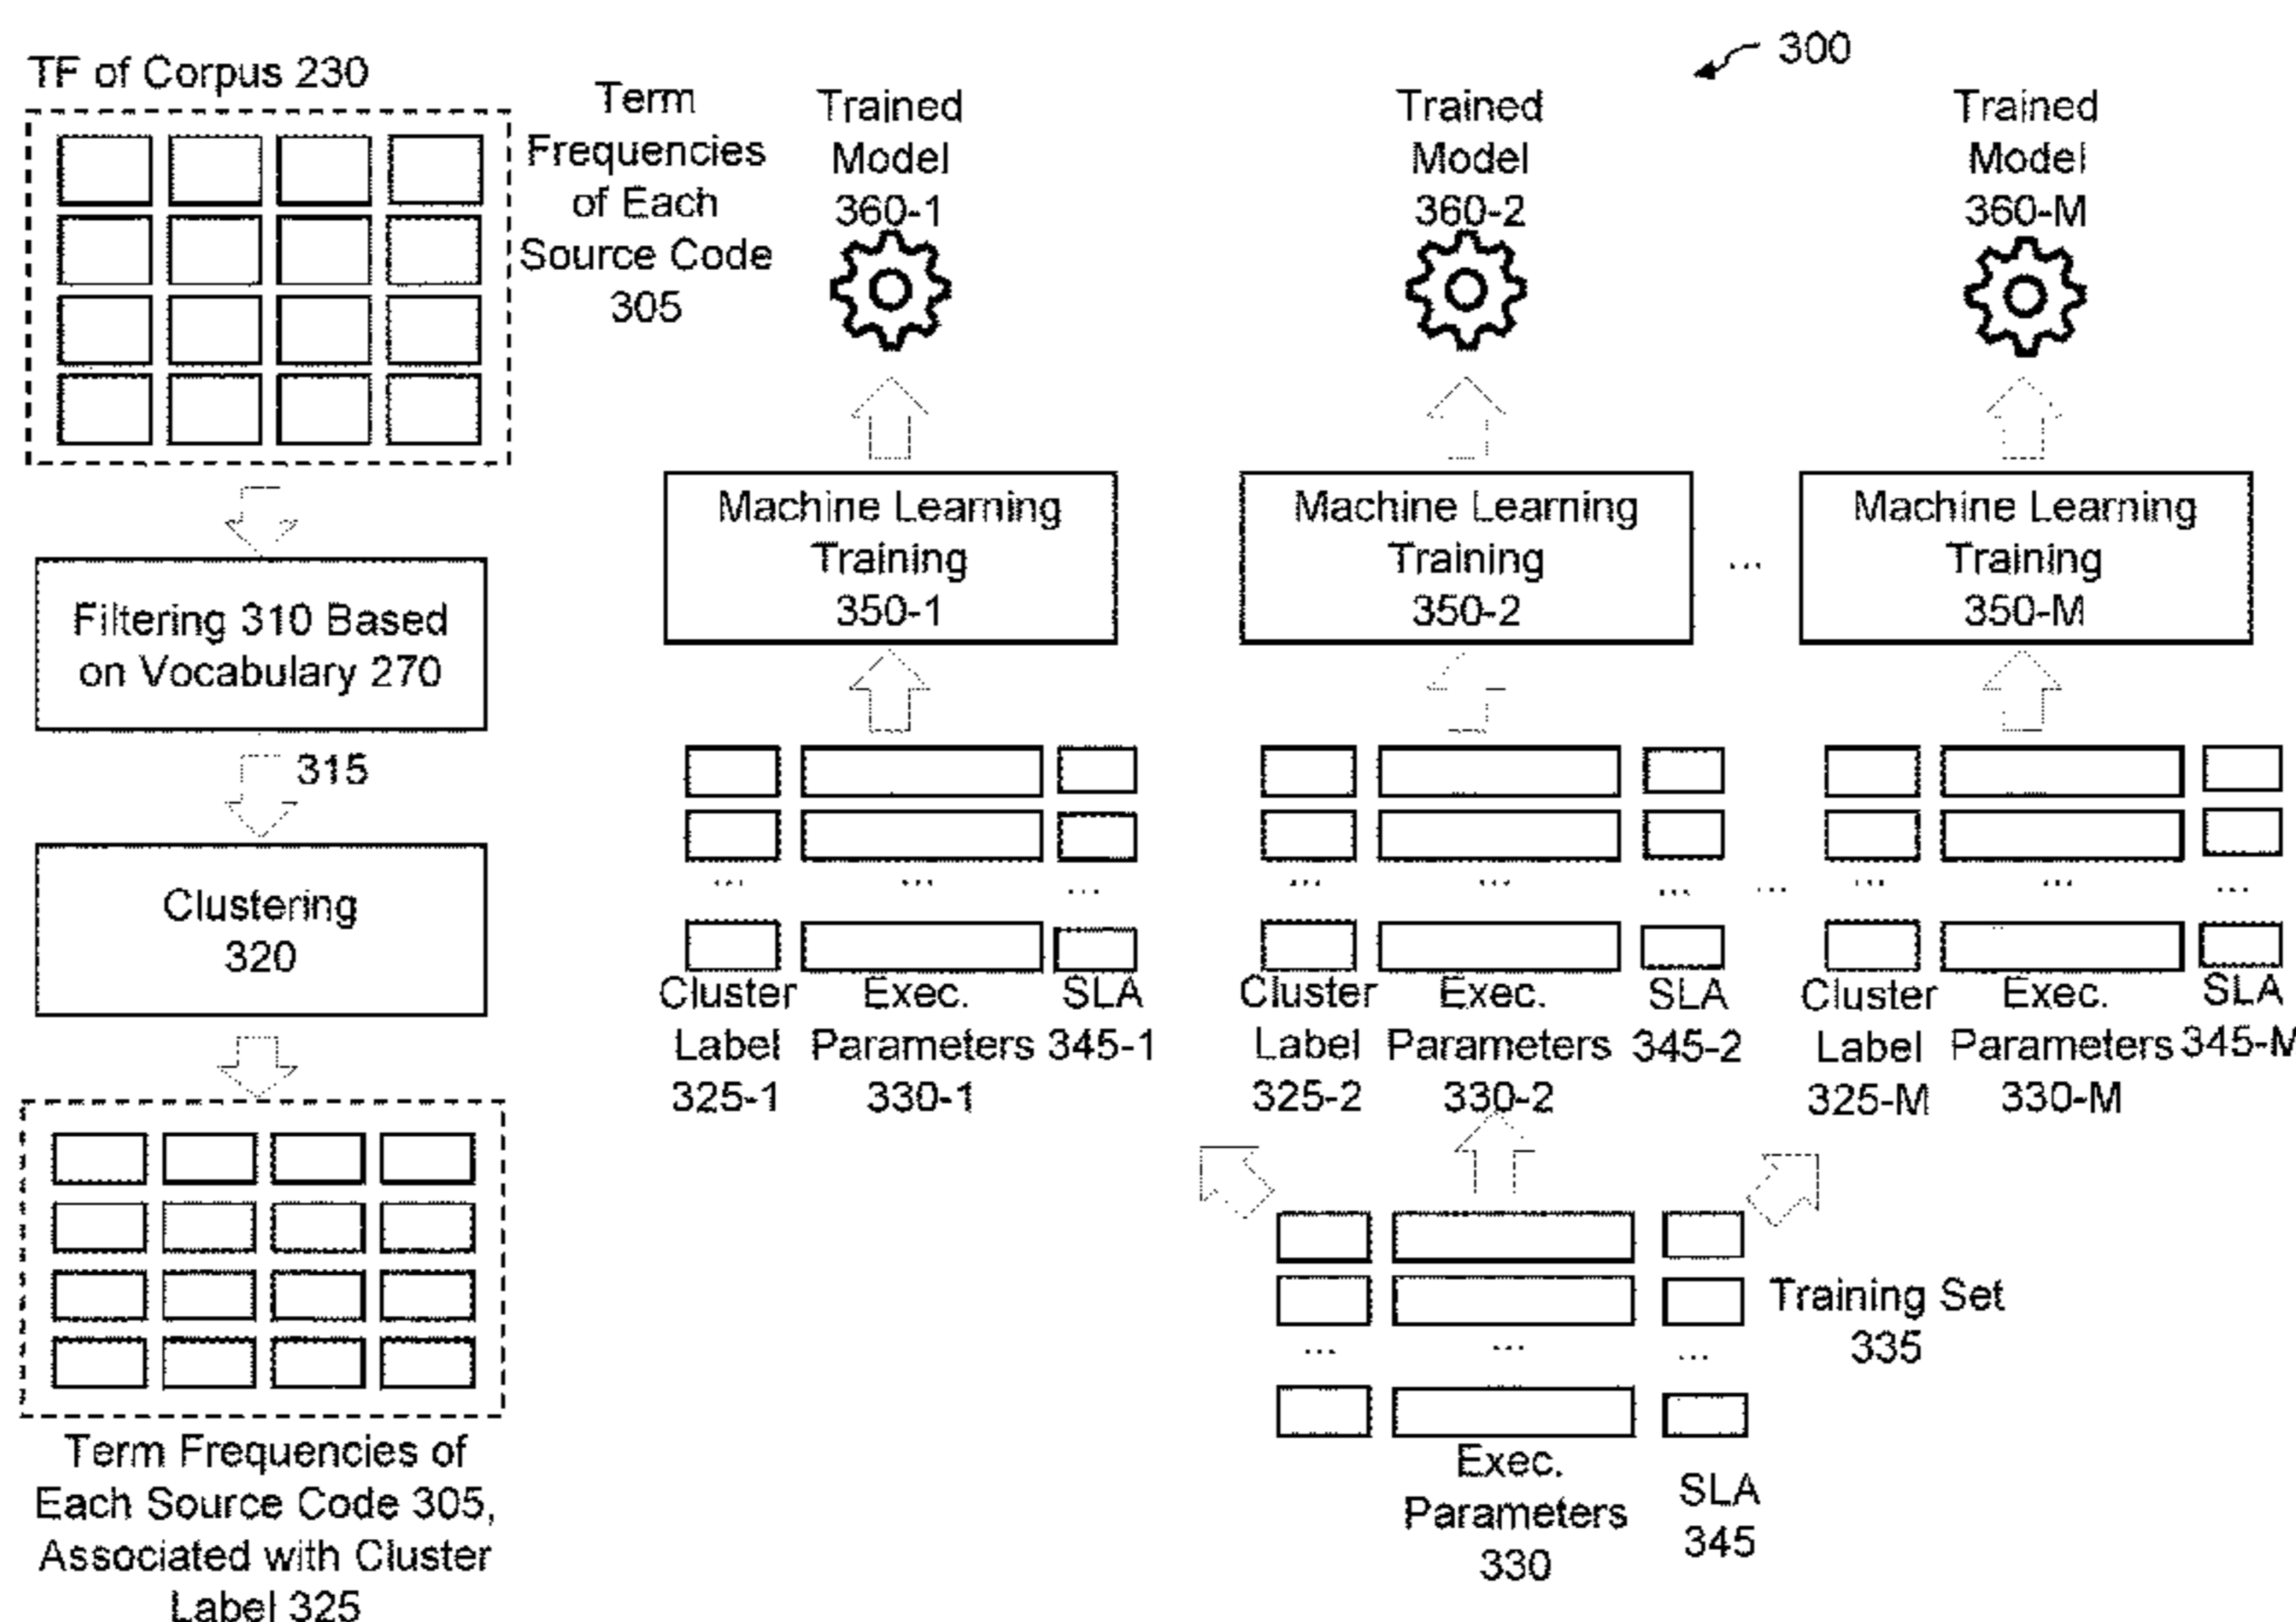 300
TF of Corpus 230
Term
Frequencies
of Each
Source Code
305
Trained
Model
360-1
Trained
Model
360-2
Trained
Model
360-M
Filtering 310 Based
on Vocabulary 270
315
Clustering
320
Term Frequencies of
Each Source Code 305,
Associated with Cluster
Label 325
Machine Learning
Training
350-1
Machine Learning
Training
350-2
...
Machine Learning
Training
350-M
... ... ...
Cluster
Label
325-1
Exec.
Parameters
330-1
SLA
345-1
... ... ...
Cluster
Label
325-2
Exec.
Parameters
330-2
SLA
345-2
...
... ... ...
Cluster
Label
325-M
Exec.
Parameters
330-M
SLA
345-M
Training Set
335
... ... ...
Exec.
Parameters
330
SLA
345